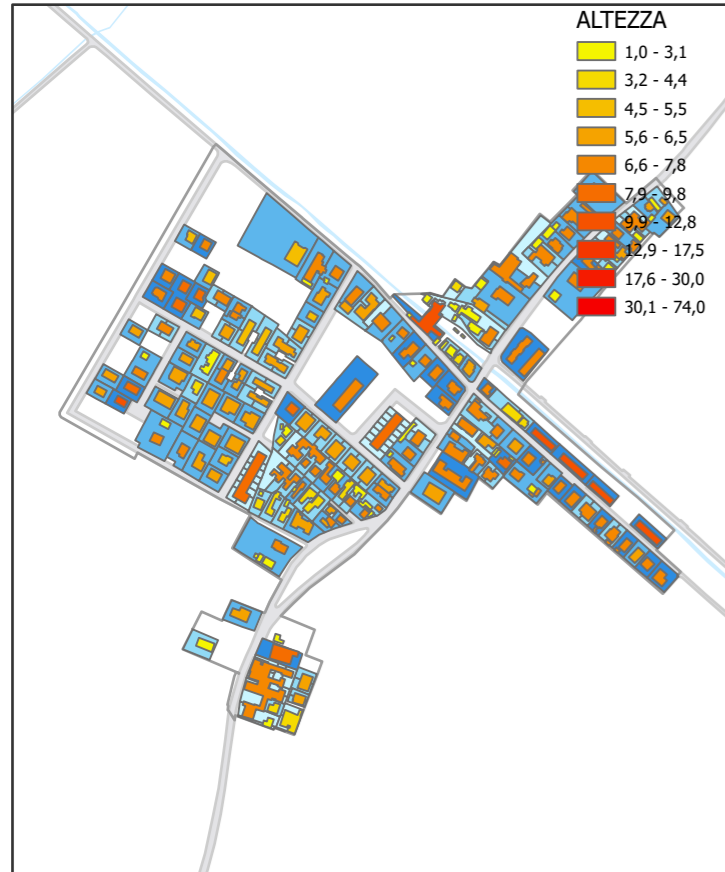 ALTEZZA
1,0 - 3,1
3,2 - 4,4
4,5 - 5,5
5,6 - 6,5
6,6 - 7,8
7,9 - 9,8
9,9 - 12,8
12,9 - 17,5
17,6 - 30,0
30,1 - 74,0